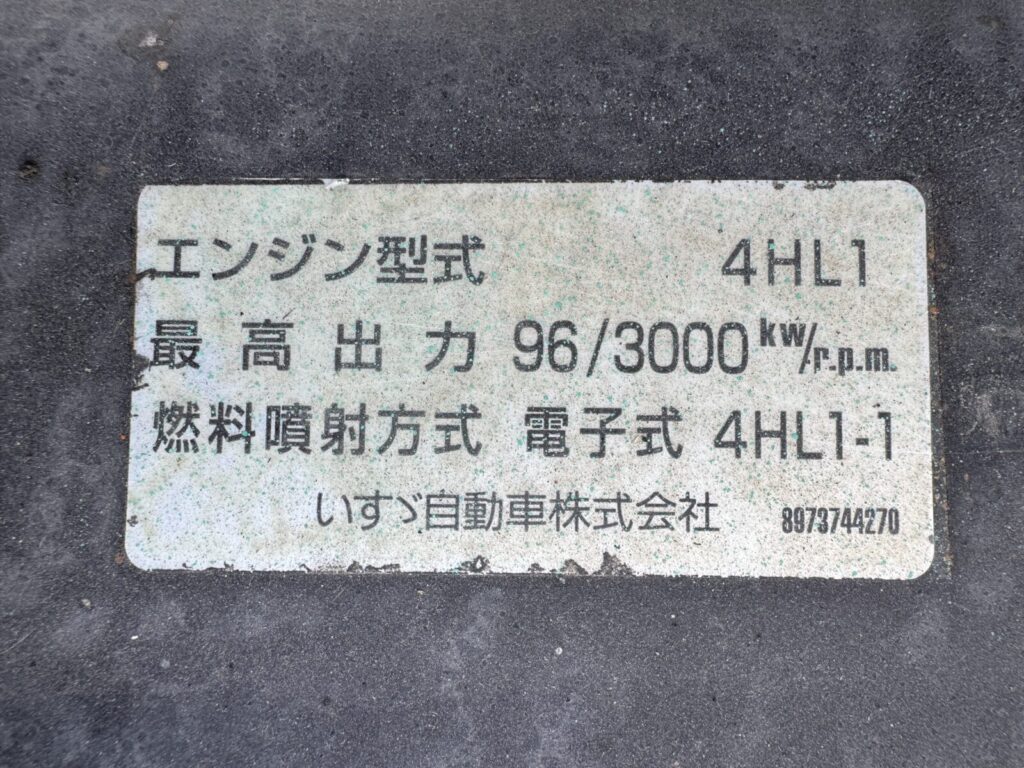 エンジン型式 4HL1
最高出力 96/3000 kw/r.p.m.
燃料噴射方式 電子式 4HL1-1
いすゞ自動車株式会社 8973744270